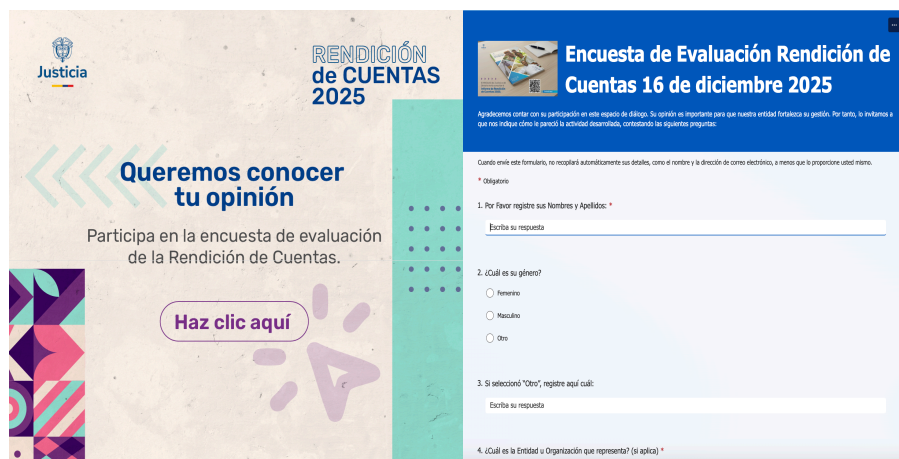 Justicia
RENDICIÓN
de CUENTAS
2025
Queremos conocer
tu opinión
Participa en la encuesta de evaluación
de la Rendición de Cuentas.
Haz clic aquí
Encuesta de Evaluación Rendición de
Cuentas 16 de diciembre 2025
Agradecemos contar con su participación en este espacio de diálogo. Su opinión es importante para que nuestra entidad fortalezca su gestión. Por tanto, lo invitamos a
que nos indique cómo le pareció la actividad desarrollada, contestando las siguientes preguntas:
Cuando envíe este formulario, no recopilará automáticamente sus detalles, como el nombre y la dirección de correo electrónico, a menos que lo proporcione usted mismo.
* Obligatorio
1. Por Favor registre sus Nombres y Apellidos: *
Escriba su respuesta
2. ¿Cuál es su género?
Femenino
Masculino
Otro
3. Si seleccionó "Otro", registre aquí cuál:
Escriba su respuesta
4. ¿Cuál es la Entidad u Organización que representa? (si aplica) *